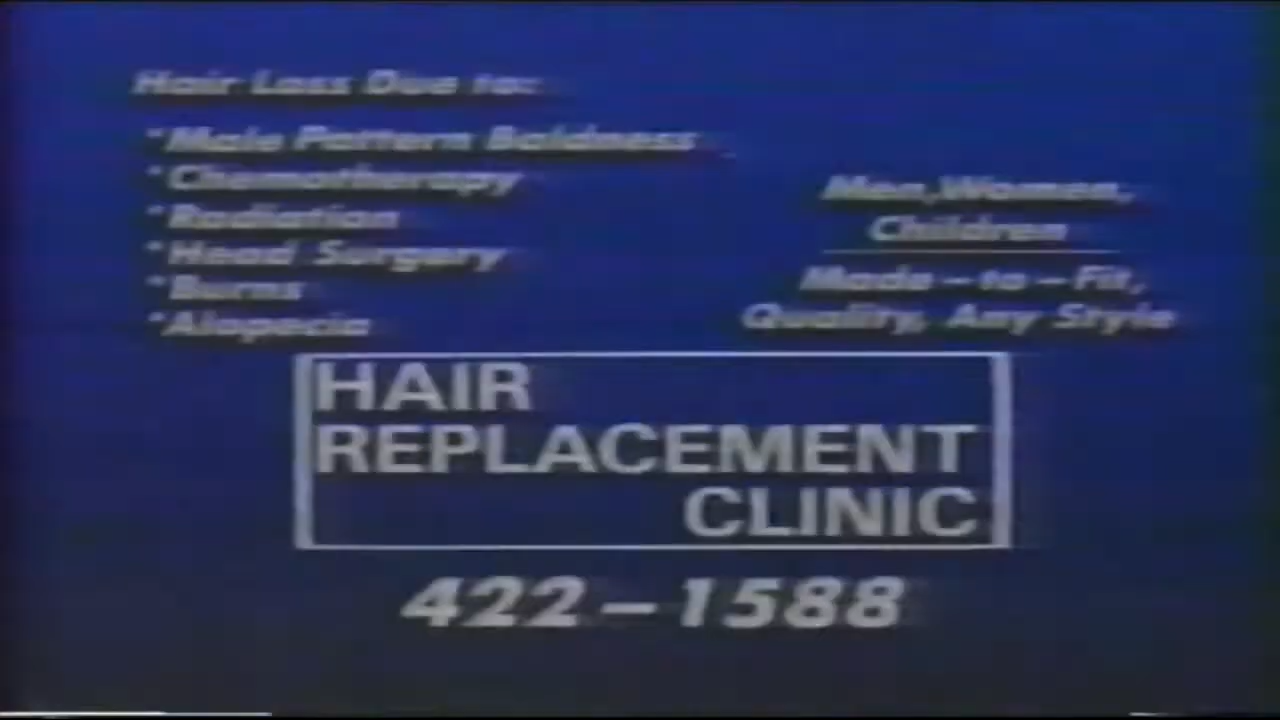 Hair Loss Due to:
*Male Pattern Baldness
*Chemotherapy
*Radiation
*Head Surgery
*Burns
*Alopecia
Men,Women,
Children
Made-to-Fit,
Quality, Any Style
HAIR
REPLACEMENT
CLINIC
422-1588